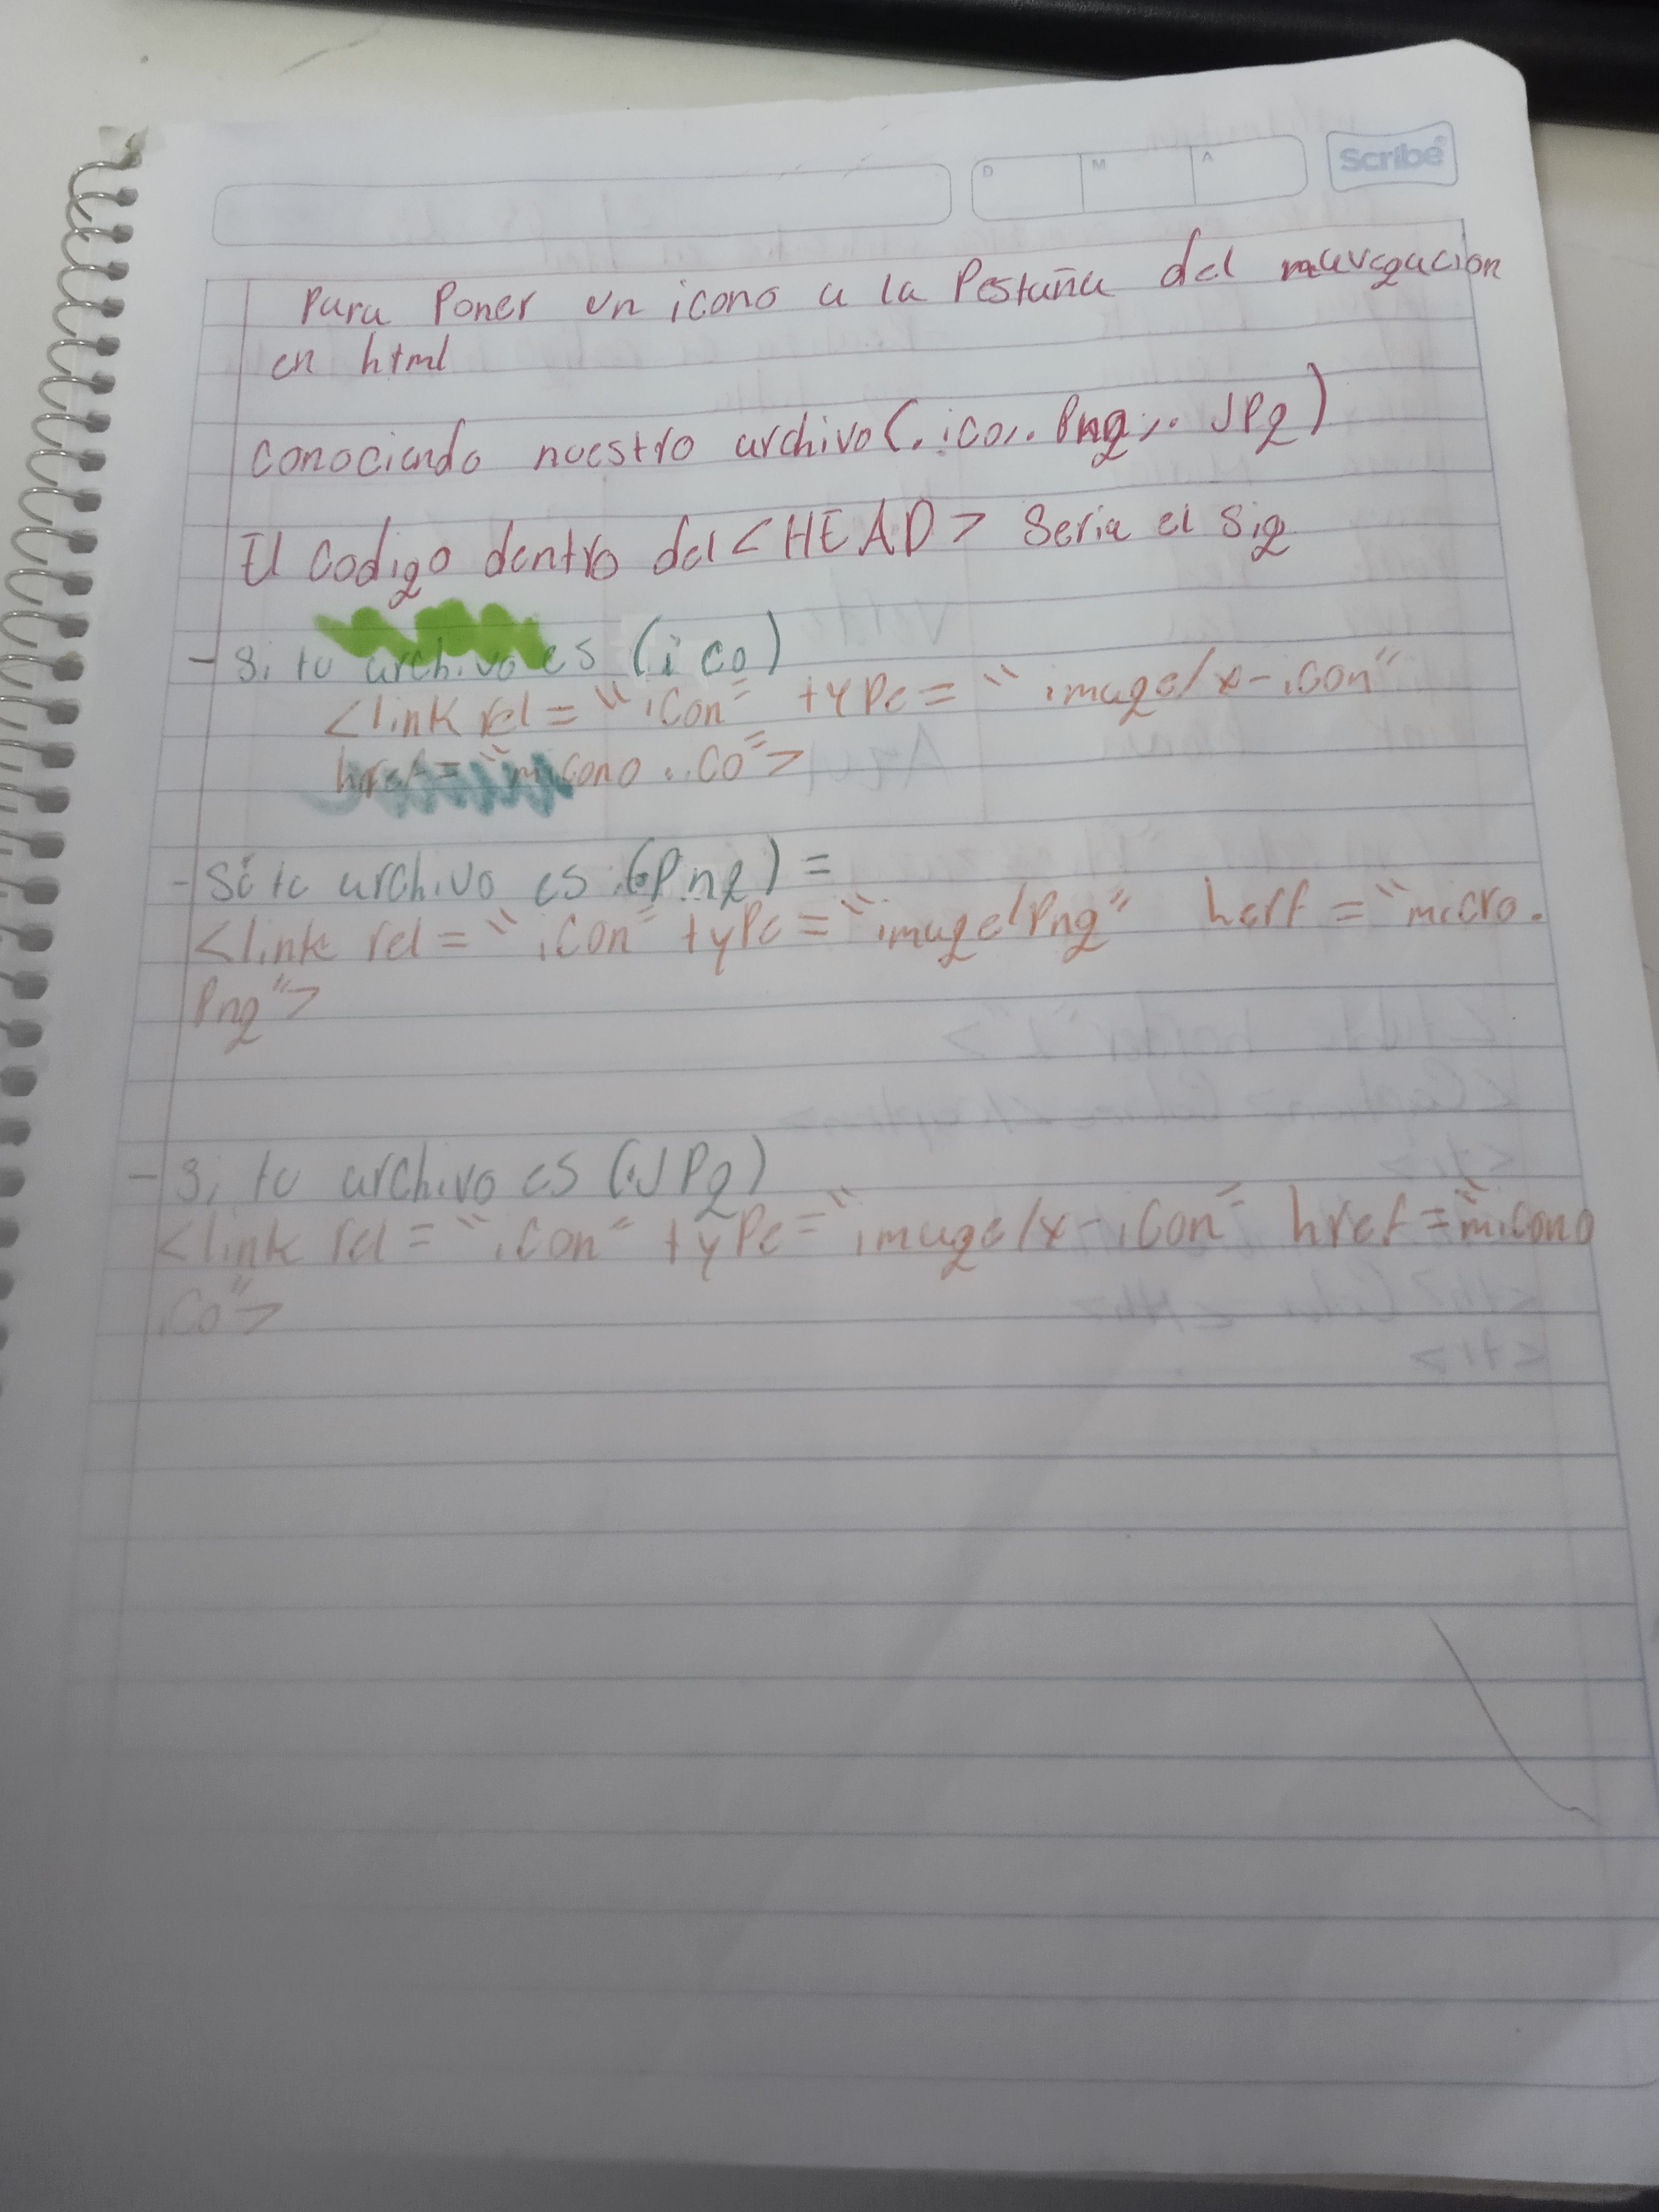 Scribe
D M A
Para Poner un icono a la Pestaña del navegacion
en html
conociendo nuestro archivo (.ico,.Png,.JPg)
El codigo dentro del <HEAD> Seria el sig
- Si tu archivo es (ico)
<link rel="icon" type="image/x-icon"
href="micono.ico">
- Si tu archivo es (Png) =
<link rel="icon" type="image/Png" herf="micro.
Png">
- Si tu archivo es (.JPg)
<link rel="icon" type="image/x-icon" href="micono
.ico">